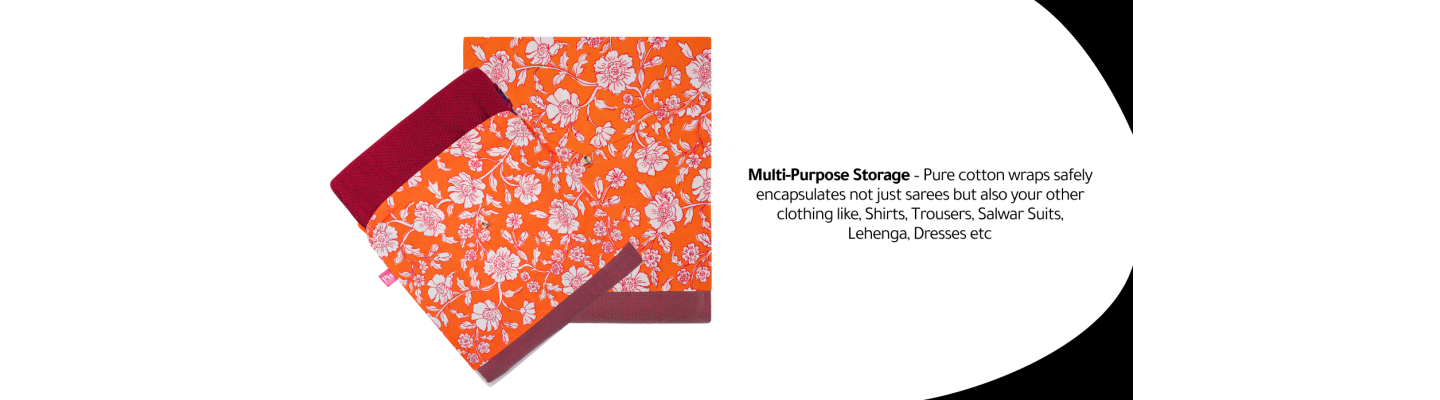 Multi-Purpose Storage - Pure cotton wraps safely
encapsulates not just sarees but also your other
clothing like, Shirts, Trousers, Salwar Suits,
Lehenga, Dresses etc